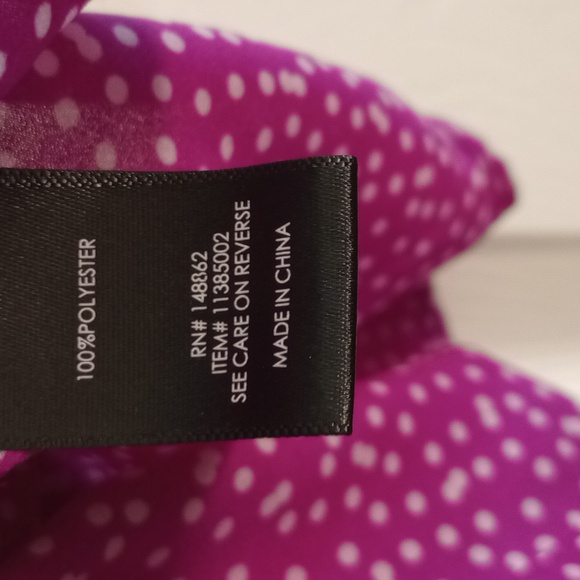 100%POLYESTER
RN# 148862
ITEM# 11385002
SEE CARE ON REVERSE
MADE IN CHINA